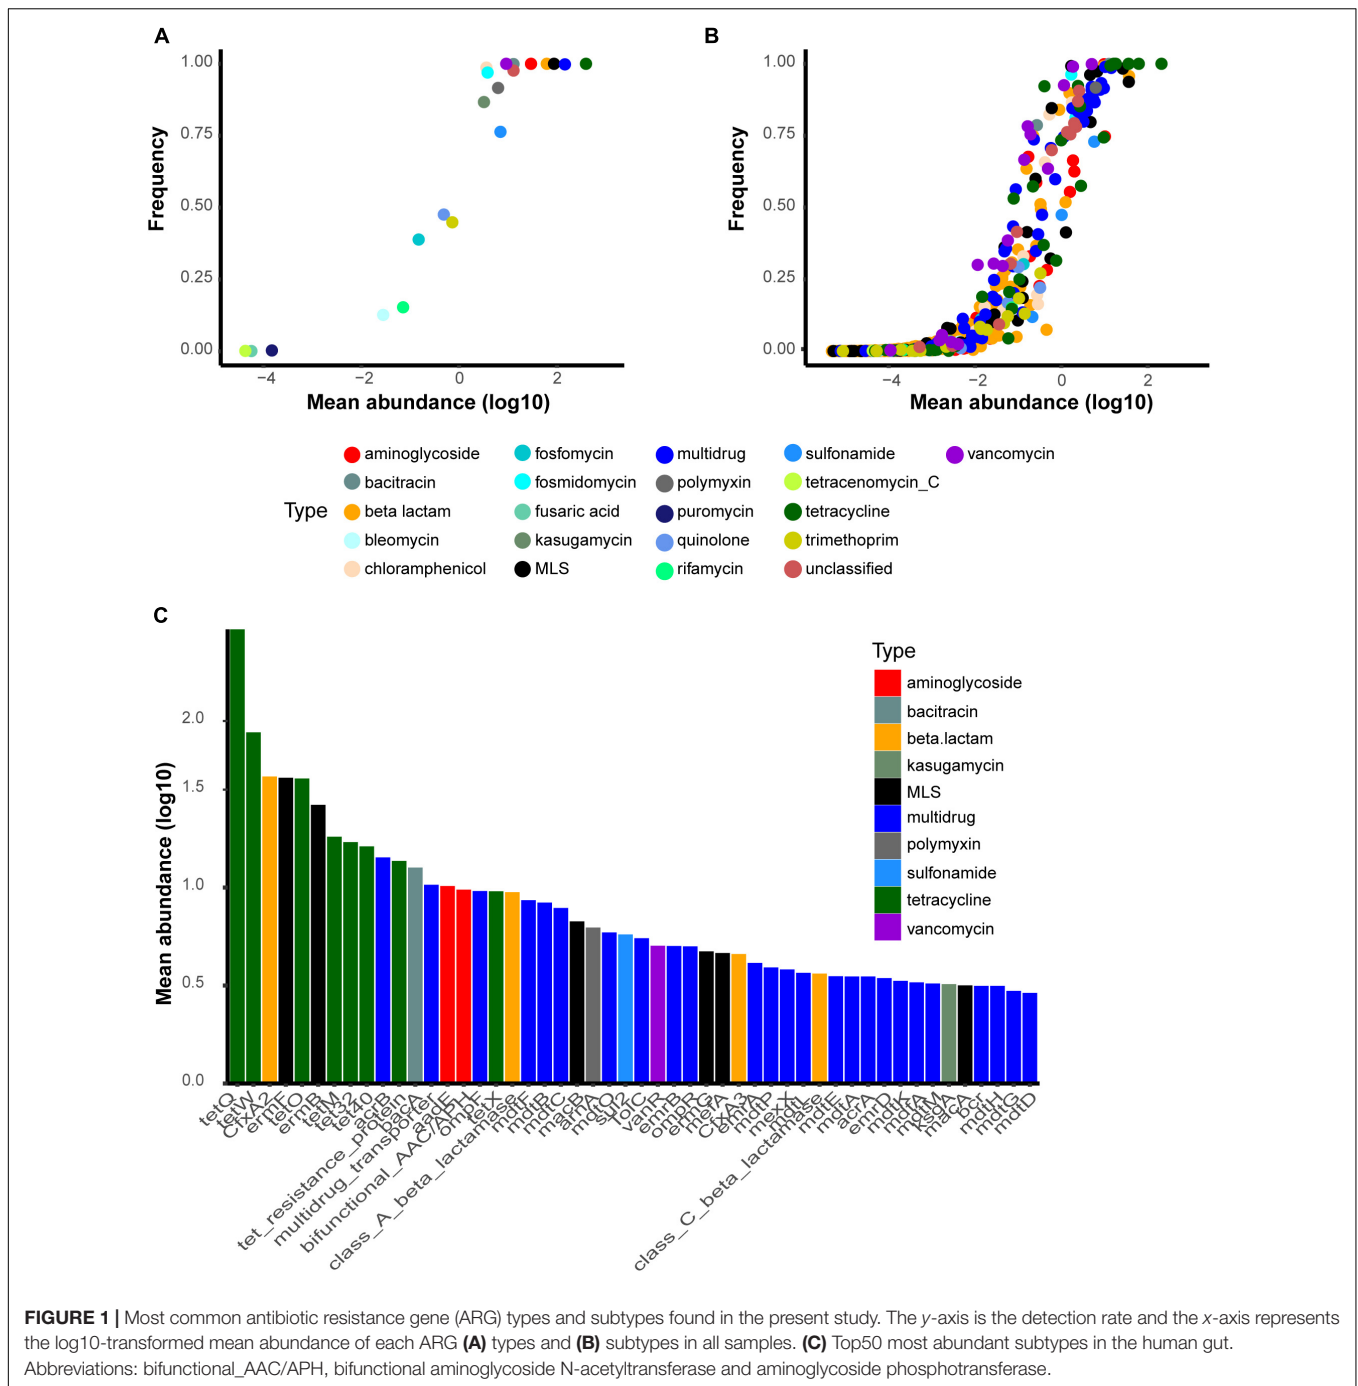 A
B
1.00
0.75
0.50
0.25
0.00
Frequency
−4
−2
0
2
Mean abundance (log10)
1.00
0.75
0.50
0.25
0.00
Frequency
−4
−2
0
2
Mean abundance (log10)
Type
aminoglycoside
bacitracin
beta lactam
bleomycin
chloramphenicol
fosfomycin
fosmidomycin
fusaric acid
kasugamycin
MLS
multidrug
polymyxin
puromycin
quinolone
rifamycin
sulfonamide
tetracenomycin_C
tetracycline
trimethoprim
unclassified
vancomycin
C
2.0
1.5
1.0
0.5
0.0
Mean abundance (log10)
Type
aminoglycoside
bacitracin
beta.lactam
kasugamycin
MLS
multidrug
polymyxin
sulfonamide
tetracycline
vancomycin
tetQ
tetW
CfxA2
ermF
tetO
ermB
tetM
tet32
tet40
acrB
tet_resistance_protein
bacA
multidrug_transporter
aadE
bifunctional_AAC/APH
ompF
tetX
class_A_beta_lactamase
mdtF
mdtB
mdtC
macB
arnA
mdtO
sul2
TolC
vanR
emrB
ompR
emrG
mefA
CfxA3
emrA
mdtP
mexX
mdtL
class_C_beta_lactamase
mdtE
mdfA
acrA
emrD
mdtK
mdtA
mdtM
ksgA
macA
bcr
mdtH
mdtG
mdtD
FIGURE 1 | Most common antibiotic resistance gene (ARG) types and subtypes found in the present study. The y-axis is the detection rate and the x-axis represents
the log10-transformed mean abundance of each ARG (A) types and (B) subtypes in all samples. (C) Top50 most abundant subtypes in the human gut.
Abbreviations: bifunctional_AAC/APH, bifunctional aminoglycoside N-acetyltransferase and aminoglycoside phosphotransferase.